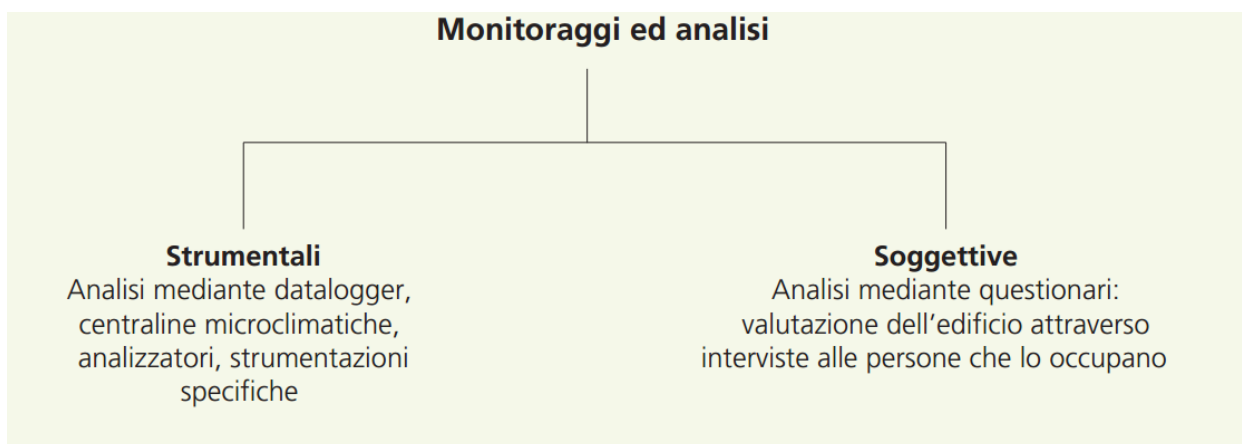 Monitoraggi ed analisi
Strumentali
Analisi mediante datalogger,
centraline microclimatiche,
analizzatori, strumentazioni
specifiche
Soggettive
Analisi mediante questionari:
valutazione dell'edificio attraverso
interviste alle persone che lo occupano